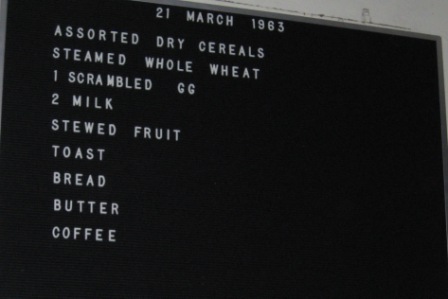 21 MARCH 1963
ASSORTED DRY CEREALS
STEAMED WHOLE WHEAT
1 SCRAMBLED GG
2 MILK
STEWED FRUIT
TOAST
BREAD
BUTTER
COFFEE